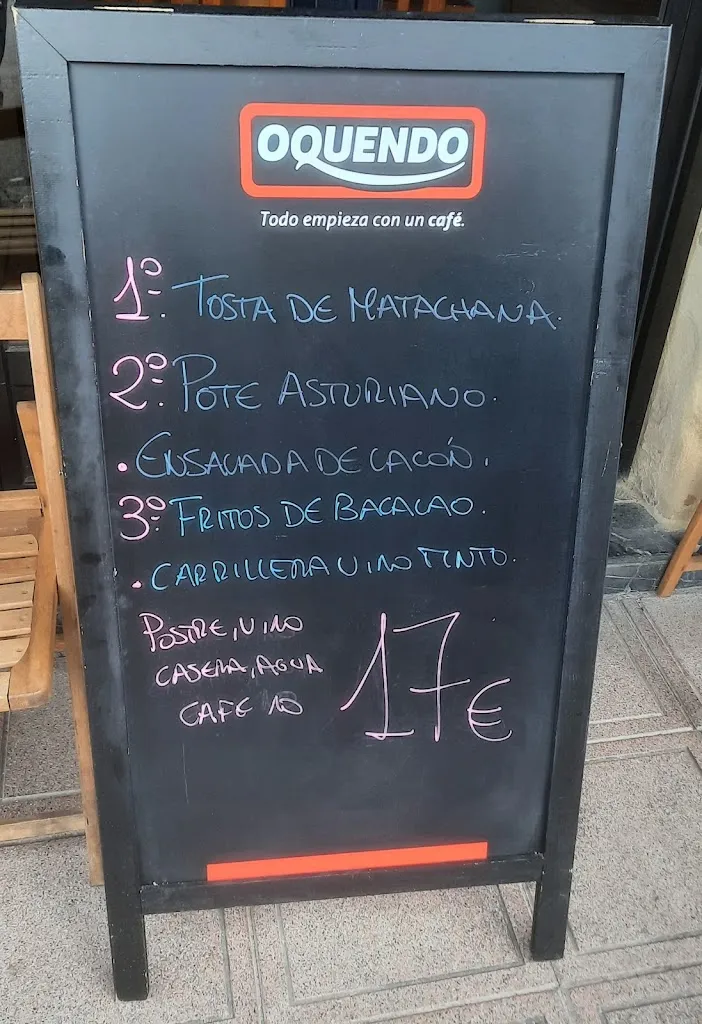 OQUENDO
Todo empieza con un café.
1º. TOSTA DE MATACHANA.
2º. POTE ASTURIANO.
. ENSALADA DE CACÓN.
3º. FRITOS DE BACALAO.
. CARRILLERA VINO TINTO.
POSTRE, VINO
CASERA, AGUA
CAFE 17€